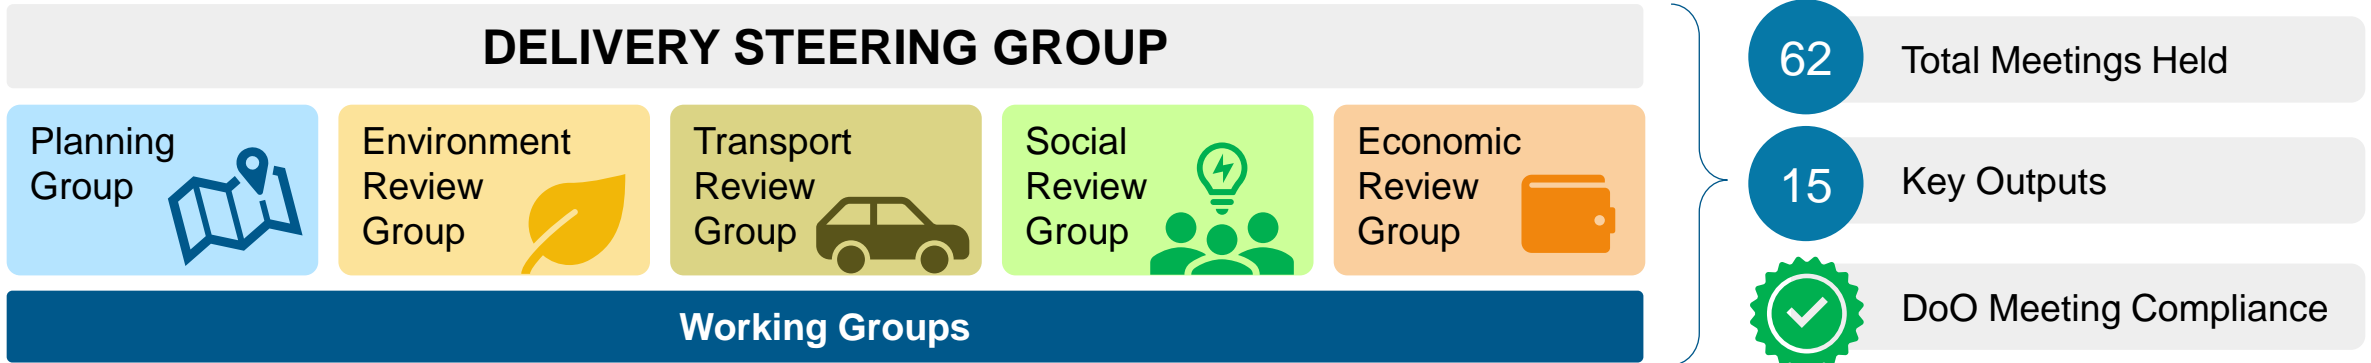 DELIVERY STEERING GROUP
Planning
Group
Environment
Review
Group
Transport
Review
Group
Social
Review
Group
Economic
Review
Group
Working Groups
62
Total Meetings Held
15
Key Outputs
DoO Meeting Compliance